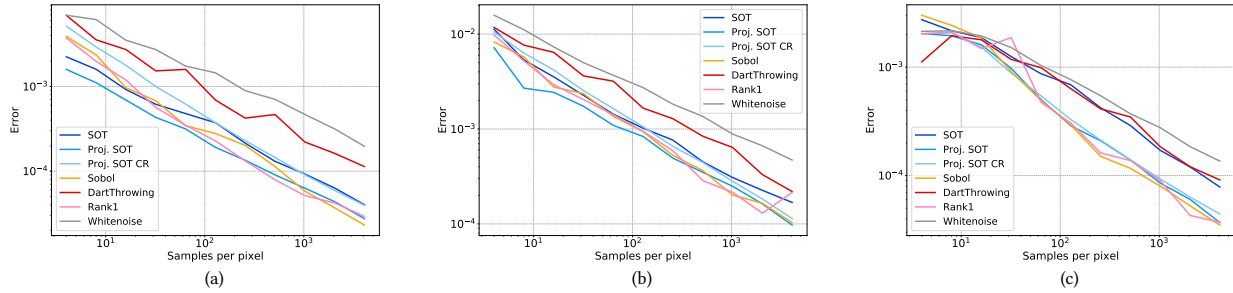 10⁻³
10⁻⁴
Error
SOT
Proj. SOT
Proj. SOT CR
Sobol
DartThrowing
Rank1
Whitenoise
10¹ 10² 10³
Samples per pixel
(a)
10⁻²
10⁻³
10⁻⁴
Error
SOT
Proj. SOT
Proj. SOT CR
Sobol
DartThrowing
Rank1
Whitenoise
10¹ 10² 10³
Samples per pixel
(b)
10⁻³
10⁻⁴
Error
SOT
Proj. SOT
Proj. SOT CR
Sobol
DartThrowing
Rank1
Whitenoise
10¹ 10² 10³
Samples per pixel
(c)